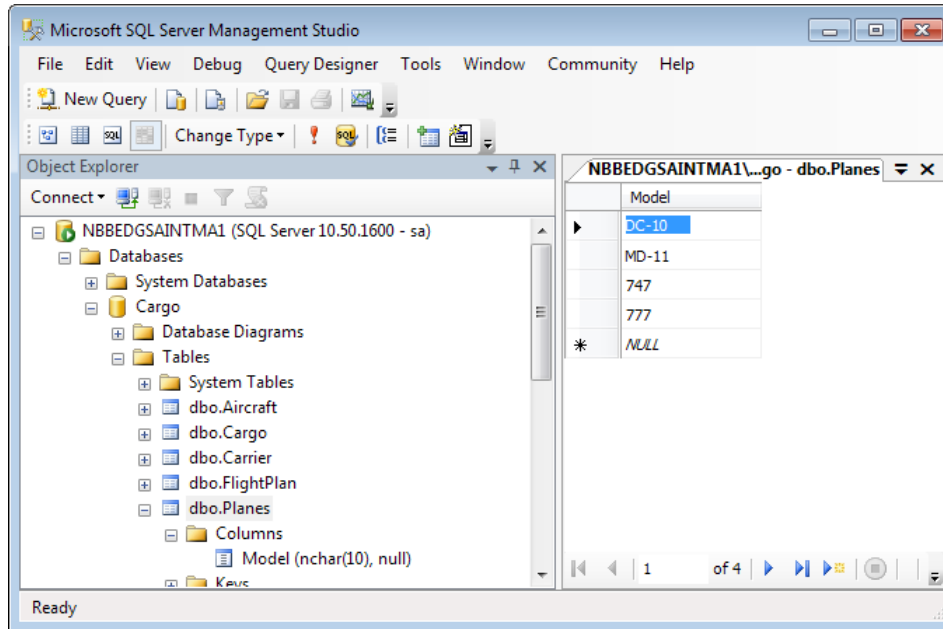 Microsoft SQL Server Management Studio
File Edit View Debug Query Designer Tools Window Community Help
New Query
SQL Change Type SQL
Object Explorer
Connect
NBBEDGSAINTMA1 (SQL Server 10.50.1600 - sa)
Databases
System Databases
Cargo
Database Diagrams
Tables
System Tables
dbo.Aircraft
dbo.Cargo
dbo.Carrier
dbo.FlightPlan
dbo.Planes
Columns
Model (nchar(10), null)
Keys
NBBEDGSAINTMA1\...go - dbo.Planes
Model
DC-10
MD-11
747
777
NULL
1 of 4
Ready